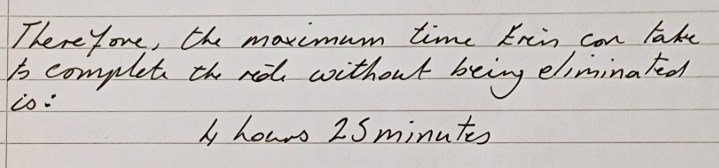 Therefore, the maximum time Erin can take
to complete the ride without being eliminated
is:
4 hours 25 minutes